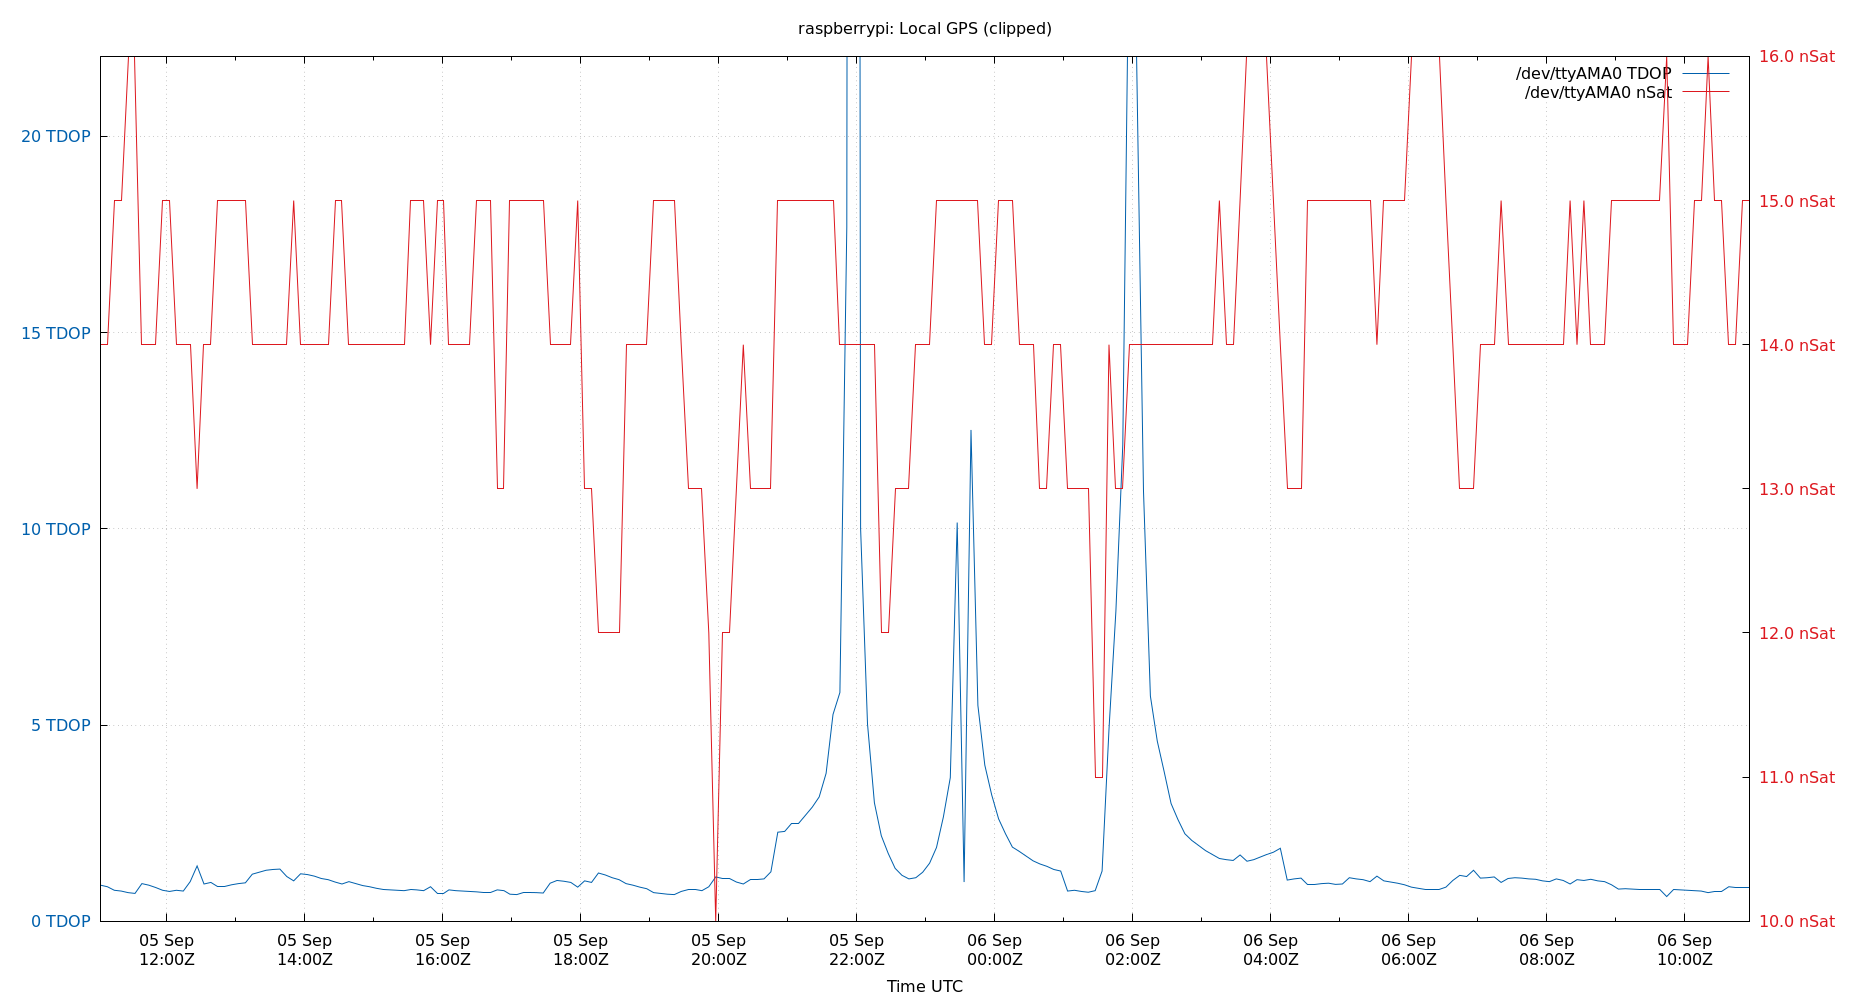 raspberrypi: Local GPS (clipped)
/dev/ttyAMA0 TDOP
/dev/ttyAMA0 nSat
20 TDOP
15 TDOP
10 TDOP
5 TDOP
0 TDOP
16.0 nSat
15.0 nSat
14.0 nSat
13.0 nSat
12.0 nSat
11.0 nSat
10.0 nSat
05 Sep
12:00Z
05 Sep
14:00Z
05 Sep
16:00Z
05 Sep
18:00Z
05 Sep
20:00Z
05 Sep
22:00Z
06 Sep
00:00Z
06 Sep
02:00Z
06 Sep
04:00Z
06 Sep
06:00Z
06 Sep
08:00Z
06 Sep
10:00Z
Time UTC